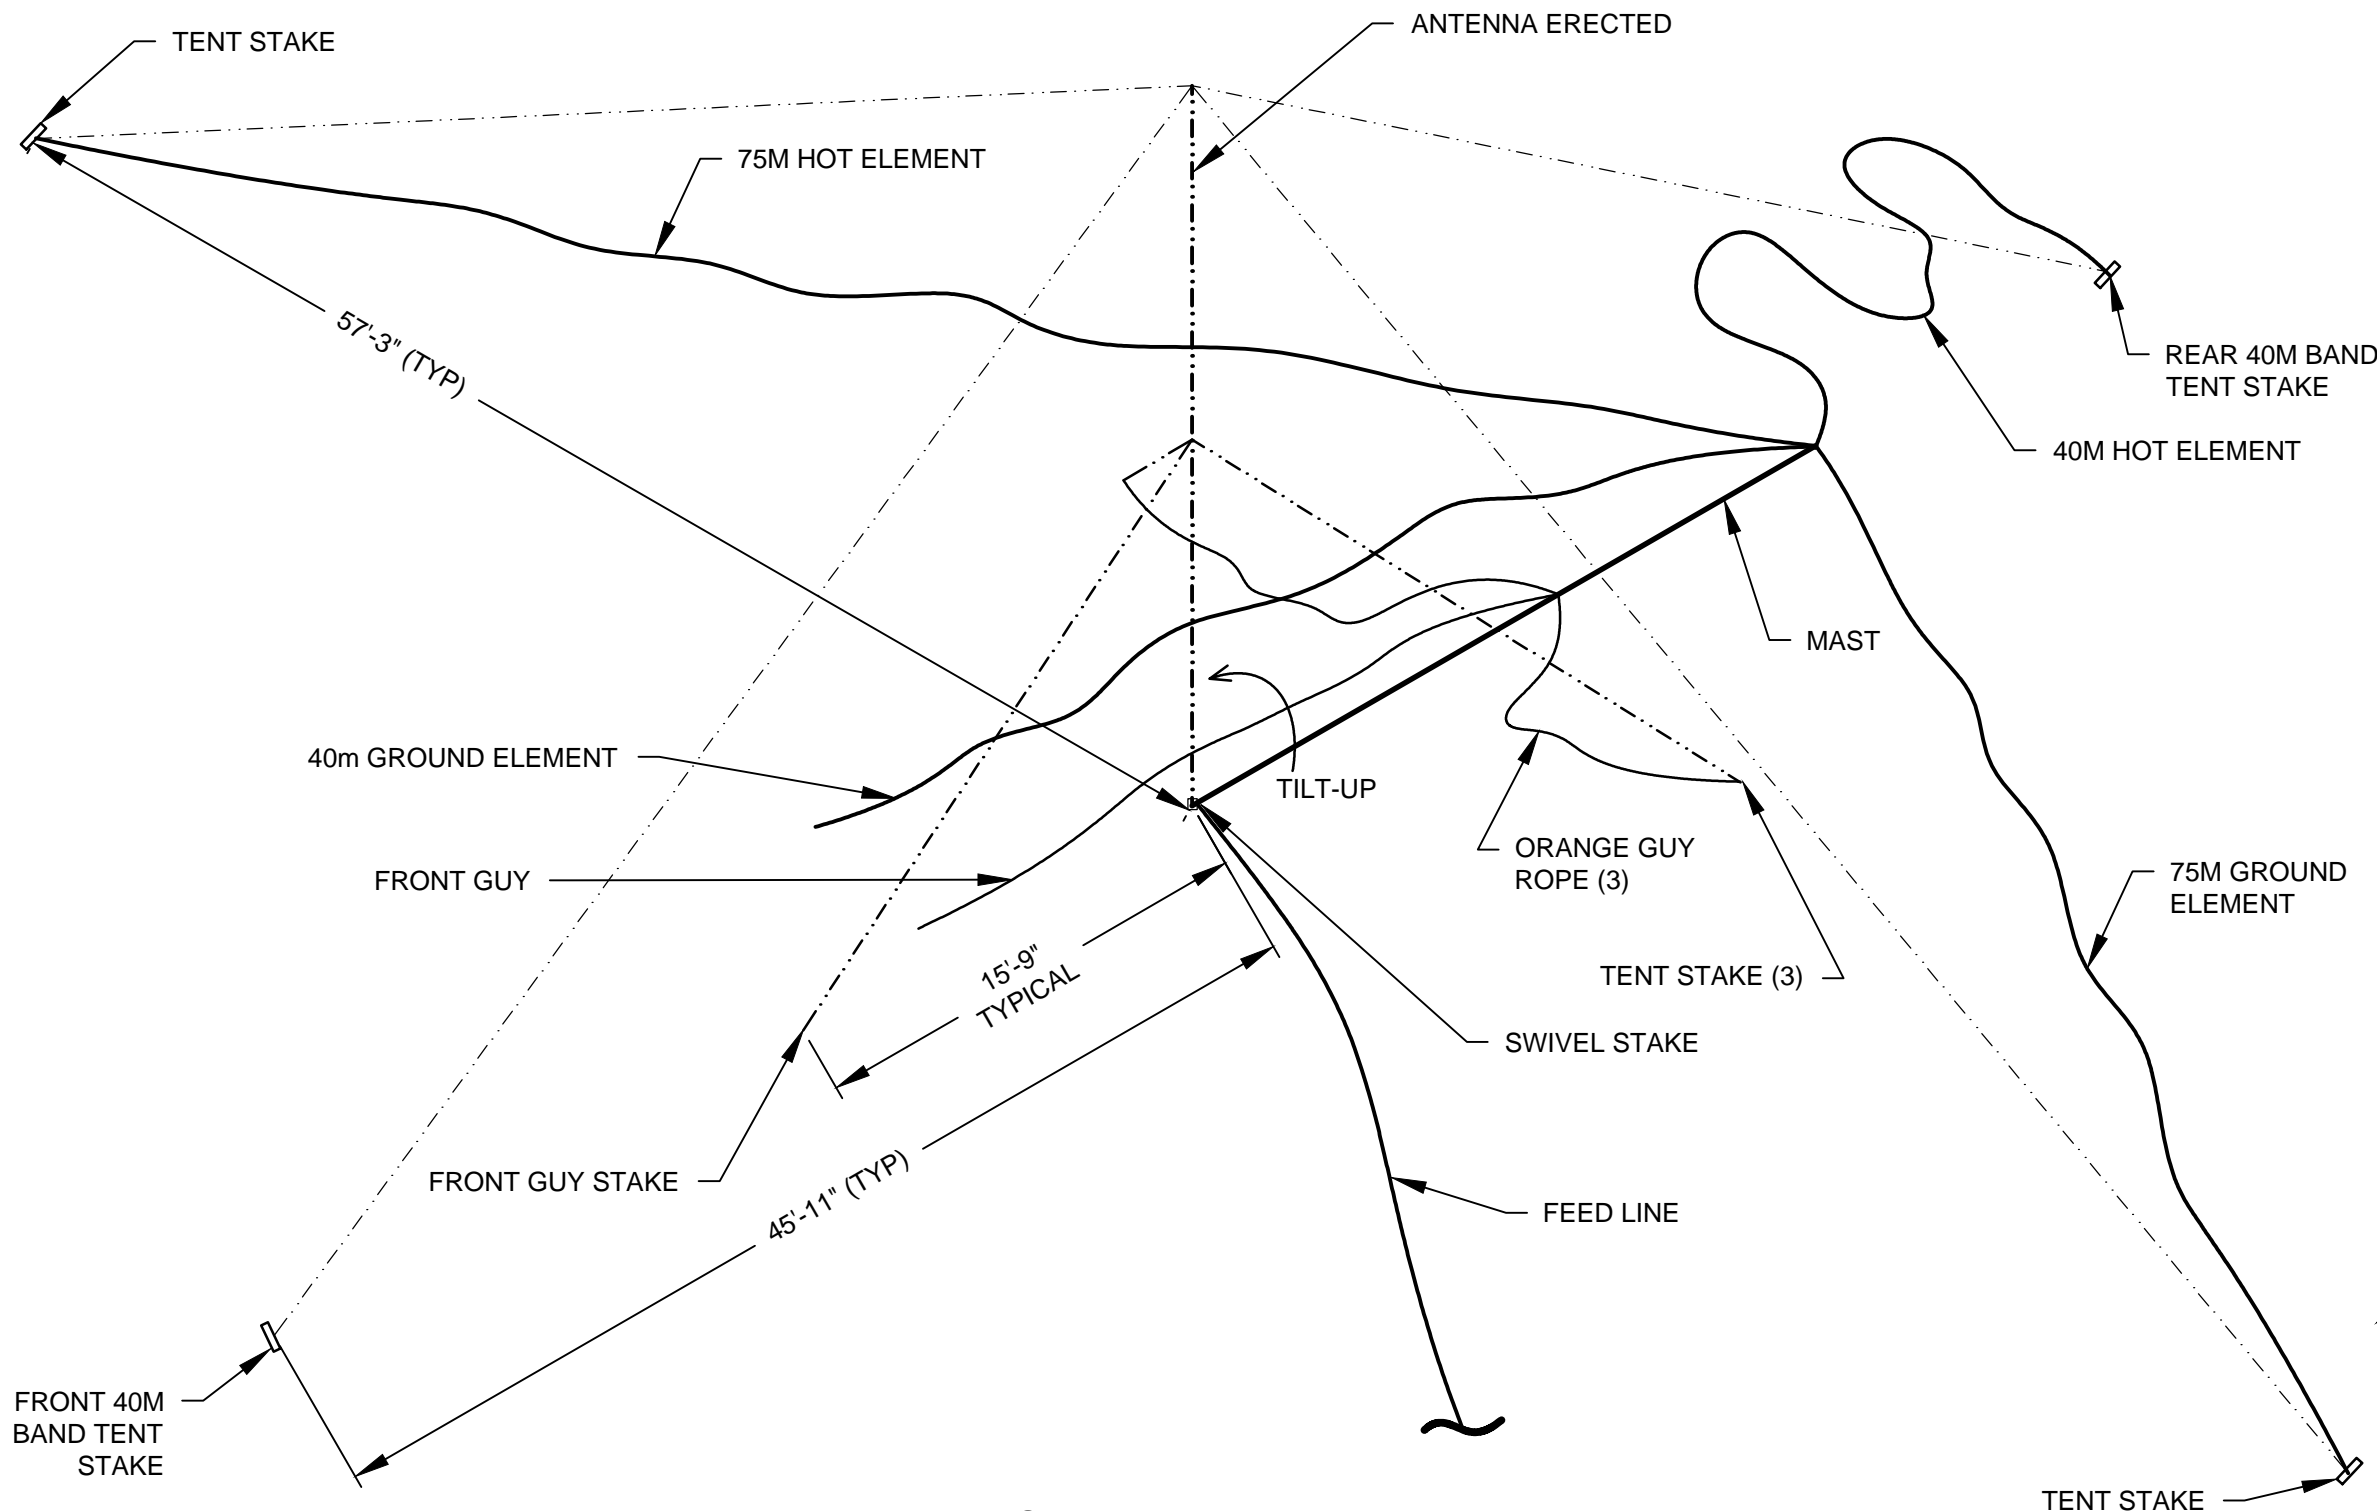 ANTENNA ERECTED
TENT STAKE
75M HOT ELEMENT
57'-3" (TYP)
REAR 40M BAND
TENT STAKE
40M HOT ELEMENT
MAST
40m GROUND ELEMENT
TILT-UP
ORANGE GUY
ROPE (3)
FRONT GUY
75M GROUND
ELEMENT
15'-9"
TYPICAL
TENT STAKE (3)
SWIVEL STAKE
FRONT GUY STAKE
45'-11" (TYP)
FEED LINE
FRONT 40M
BAND TENT
STAKE
TENT STAKE